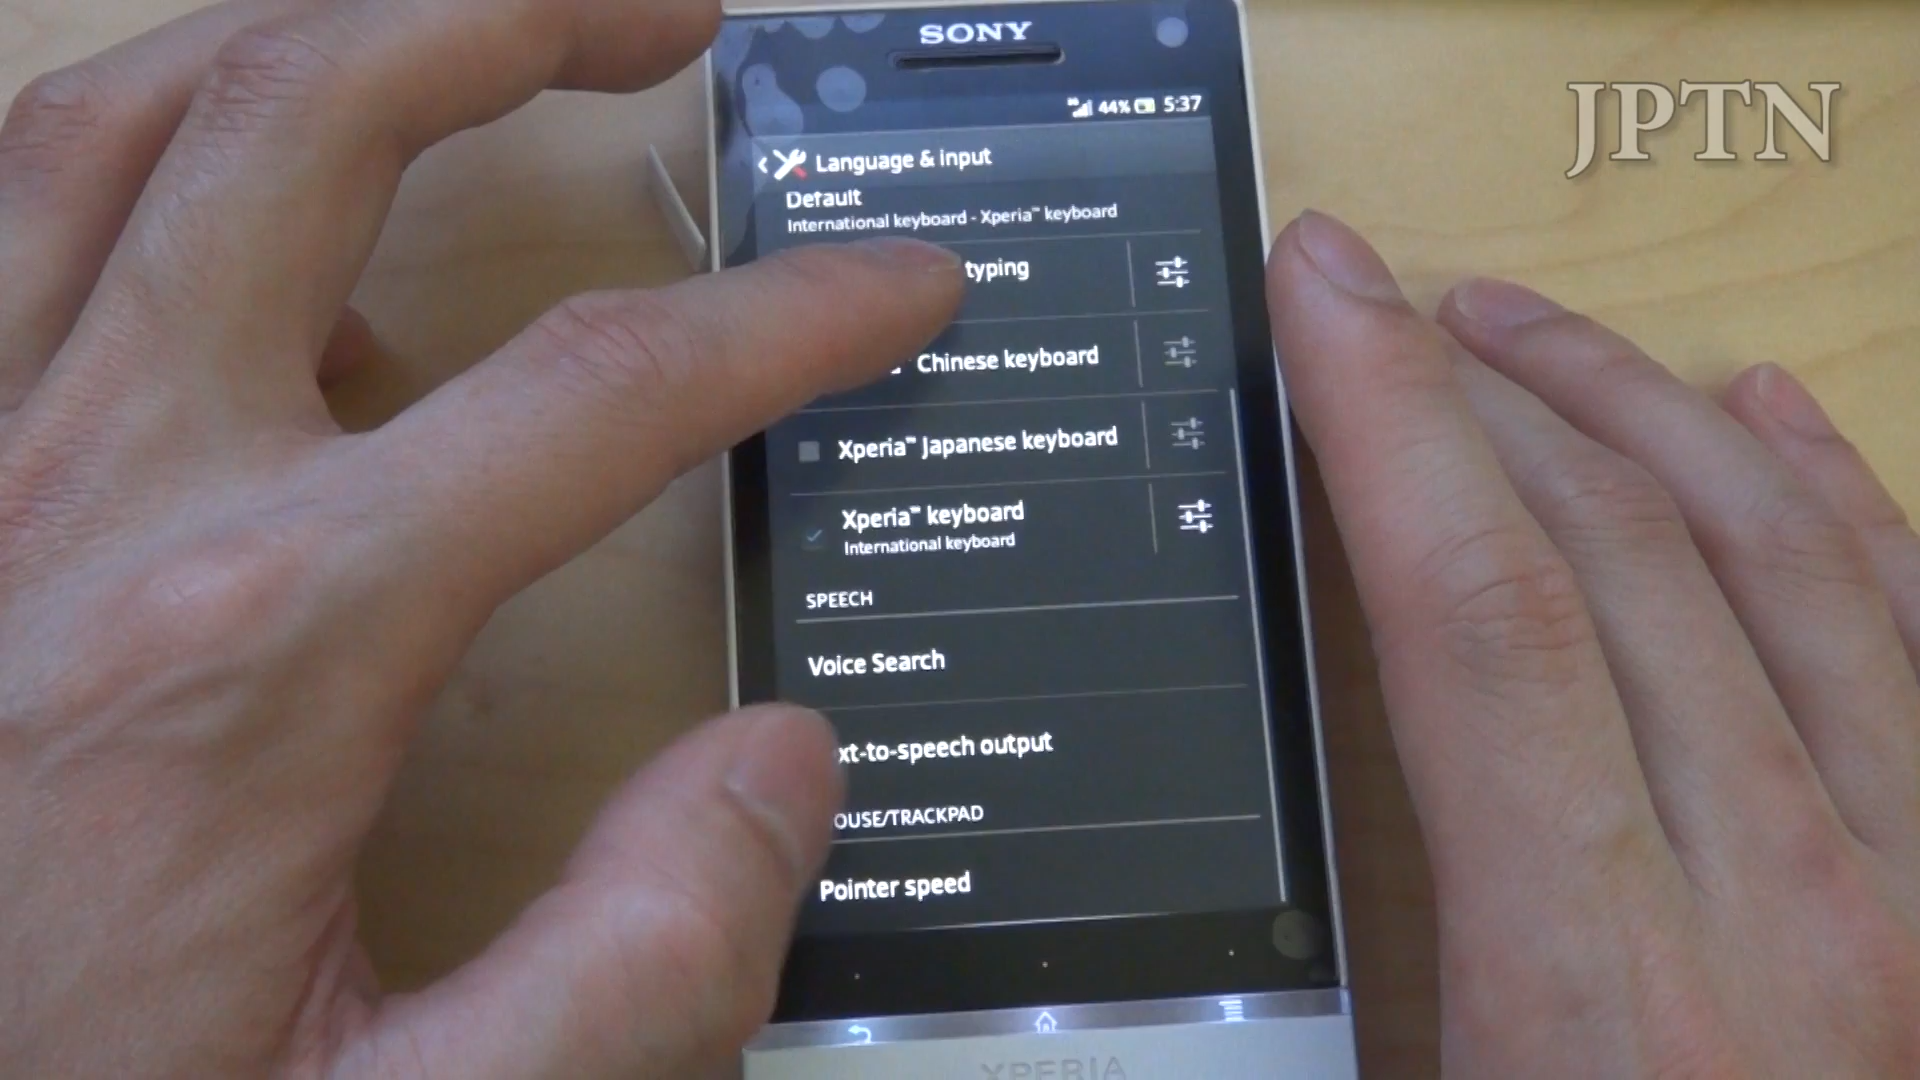 SONY
JPTN
44% 5:37
Language & input
Default
International keyboard - Xperia™ keyboard
typing
Chinese keyboard
Xperia™ Japanese keyboard
Xperia™ keyboard
International keyboard
SPEECH
Voice Search
xt-to-speech output
OUSE/TRACKPAD
Pointer speed
XPERIA